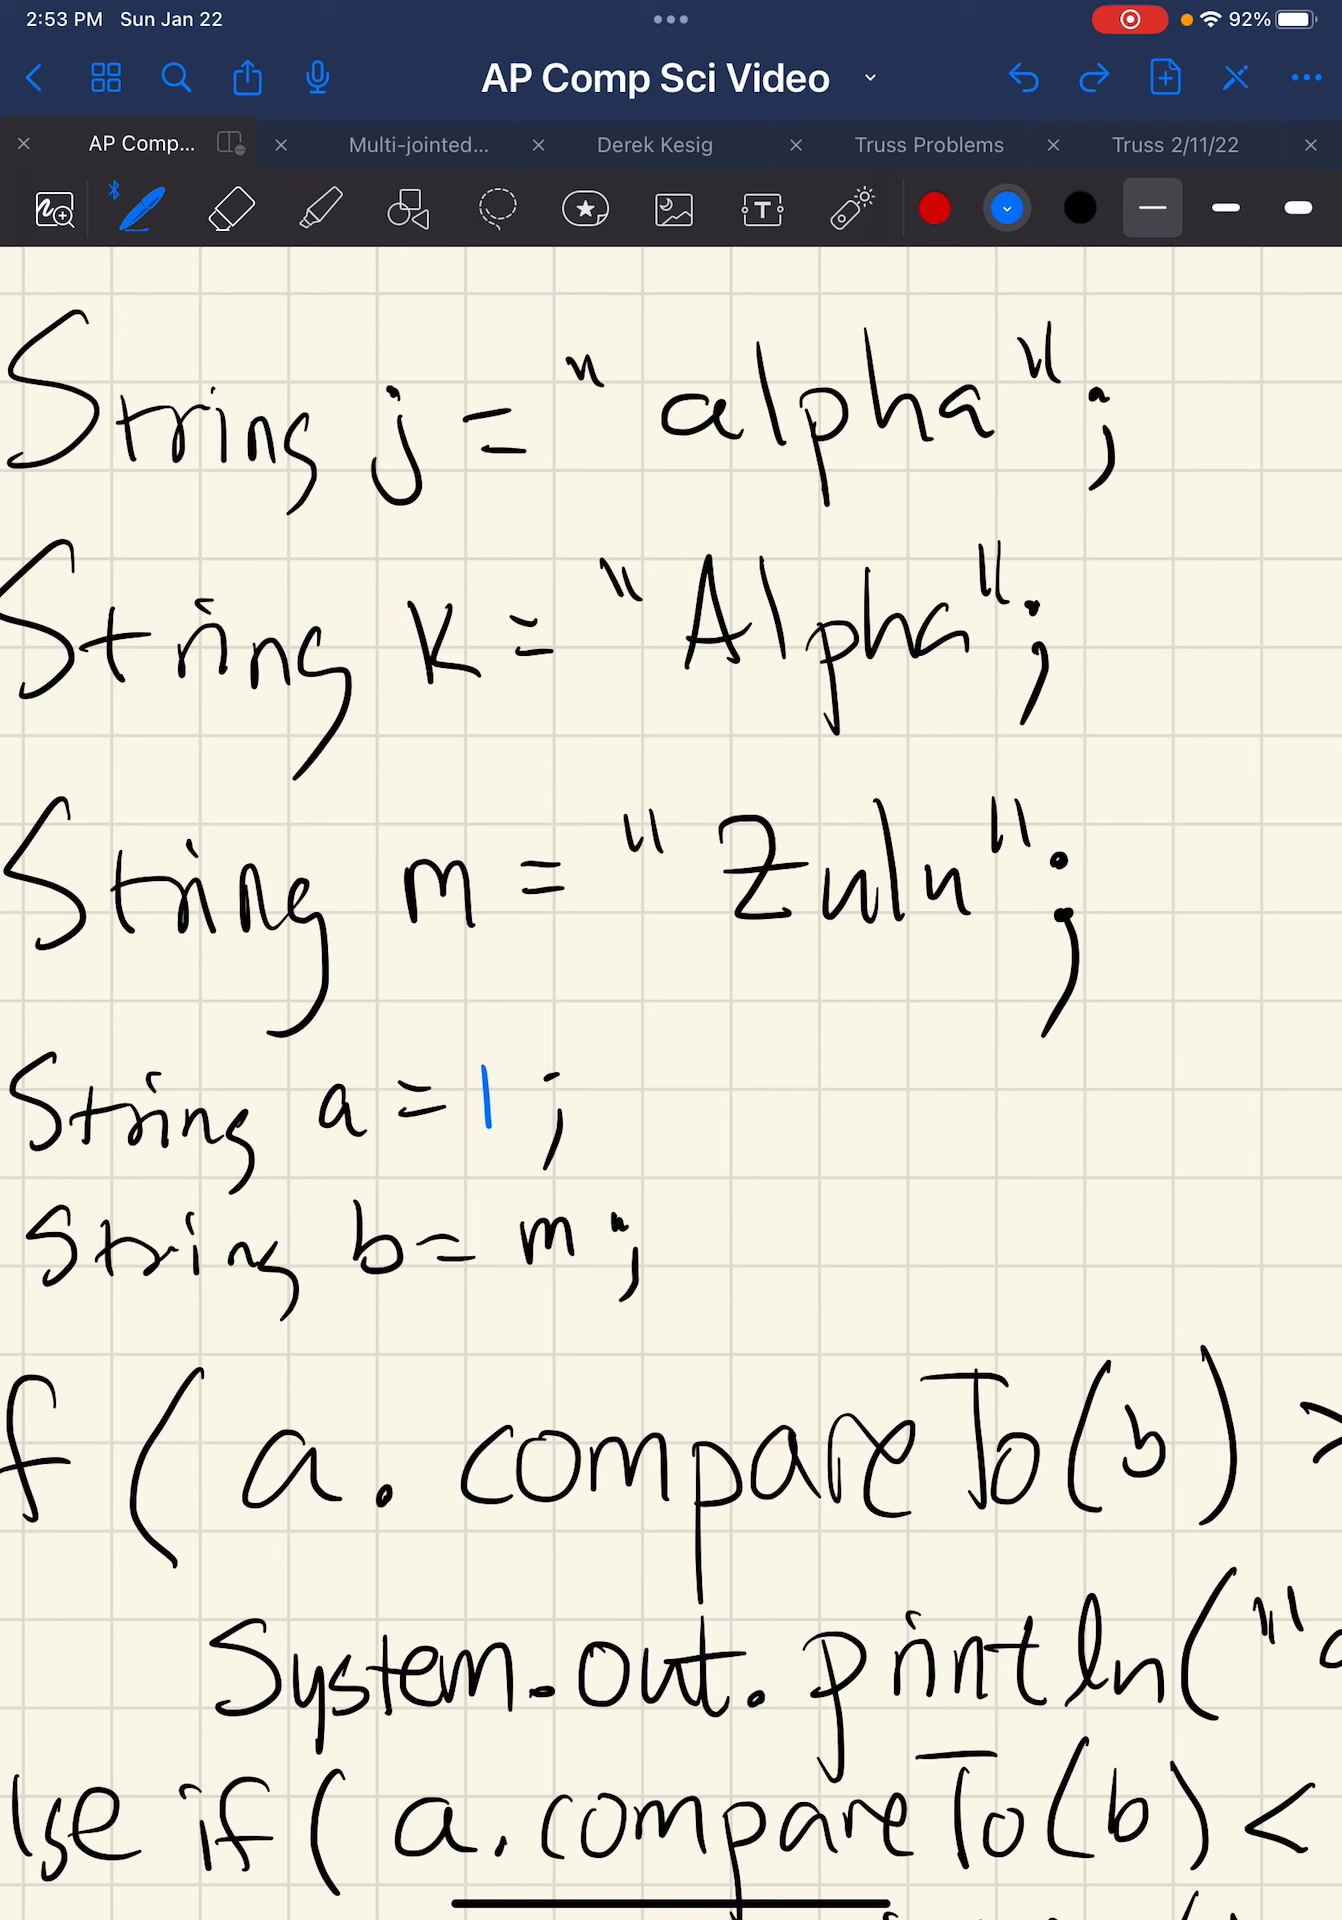 2:53 PM Sun Jan 22
92%
AP Comp Sci Video
AP Comp... Multi-jointed... Derek Kesig Truss Problems Truss 2/11/22
T
String j = "alpha";
String k = "Alpha";
String m = "Zulu";
String a = 1;
String b = m;
f (a.compareTo(b) >
System.out.println("
lse if (a.compareTo(b) <